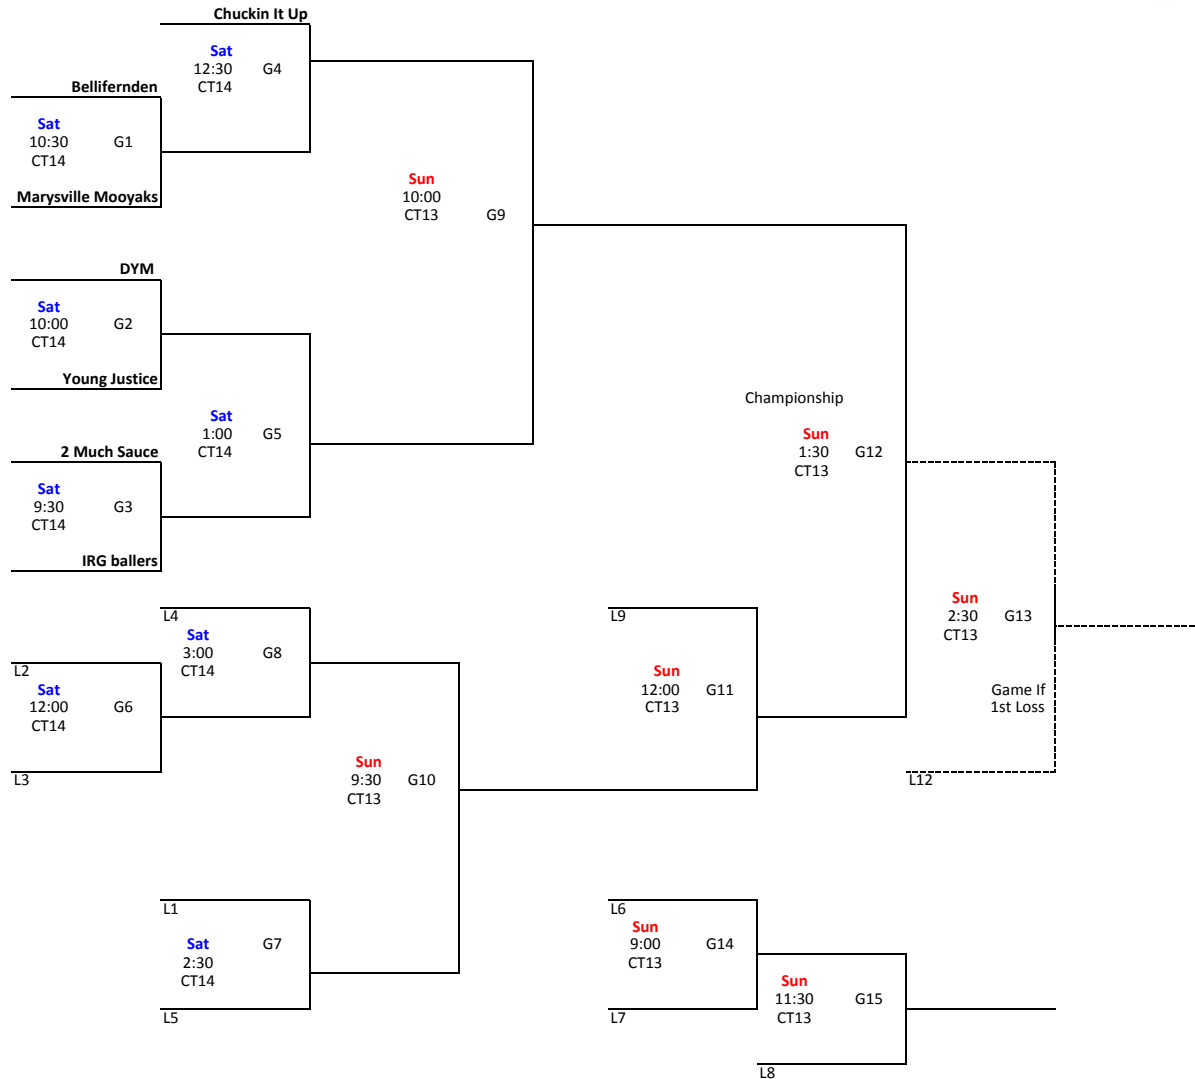 Chuckin It Up
Sat
12:30 G4
CT14
Bellifernden
Sat
10:30 G1
CT14
Marysville Mooyaks
Sun
10:00
CT13 G9
DYM
Sat
10:00 G2
CT14
Young Justice
Sat
1:00 G5
CT14
2 Much Sauce
Sat
9:30 G3
CT14
IRG ballers
Championship
Sun
1:30 G12
CT13
L4
Sat
3:00 G8
CT14
L2
Sat
12:00 G6
CT14
L3
L9
Sun
12:00 G11
CT13
Sun
2:30 G13
CT13
Game If
1st Loss
L12
Sun
9:30 G10
CT13
L1
Sat G7
2:30
CT14
L5
L6
Sun
9:00 G14
CT13
L7
Sun
11:30 G15
CT13
L8